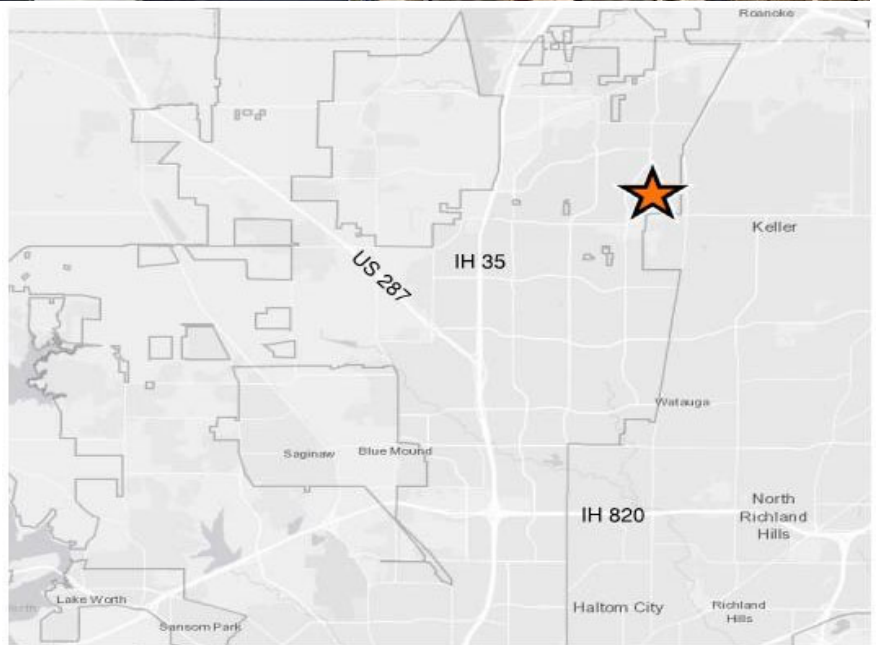 Roanoke
Keller
US 287
IH 35
Watauga
Saginaw
Blue Mound
North
Richland
Hills
IH 820
Lake Worth
Haltom City
Richland
Hills
Sansom Park